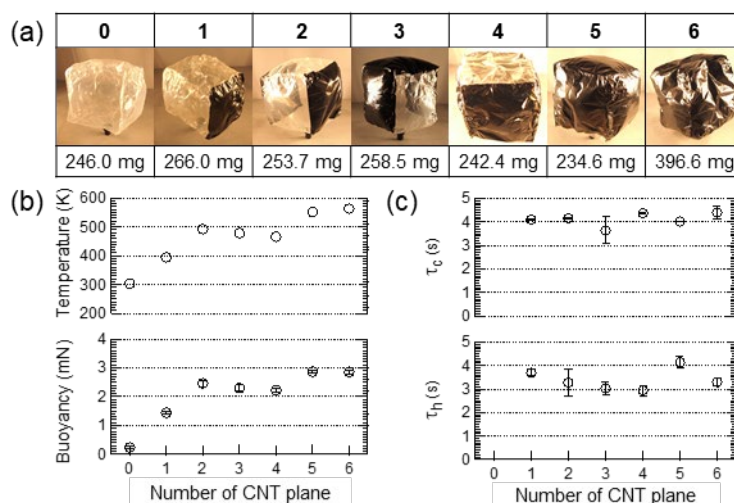 (a)
0 1 2 3 4 5 6
246.0 mg 266.0 mg 253.7 mg 258.5 mg 242.4 mg 234.6 mg 396.6 mg
(b)
Temperature (K)
600
500
400
300
200
Buoyancy (mN)
4
3
2
1
0
0 1 2 3 4 5 6
Number of CNT plane
(c)
τc (s)
5
4
3
2
1
0
τh (s)
5
4
3
2
1
0
0 1 2 3 4 5 6
Number of CNT plane